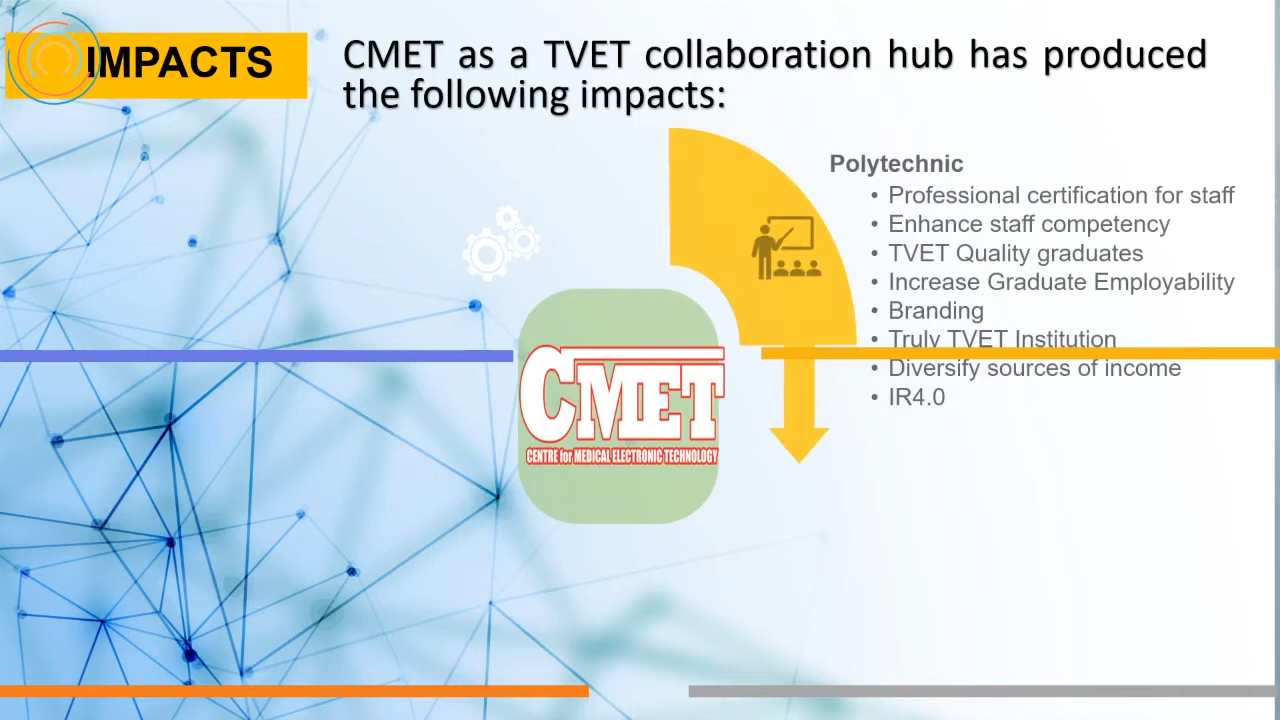 IMPACTS
CMET as a TVET collaboration hub has produced
the following impacts:
Polytechnic
• Professional certification for staff
• Enhance staff competency
• TVET Quality graduates
• Increase Graduate Employability
• Branding
• Truly TVET Institution
• Diversify sources of income
• IR4.0
CMET
CENTRE for MEDICAL ELECTRONIC TECHNOLOGY